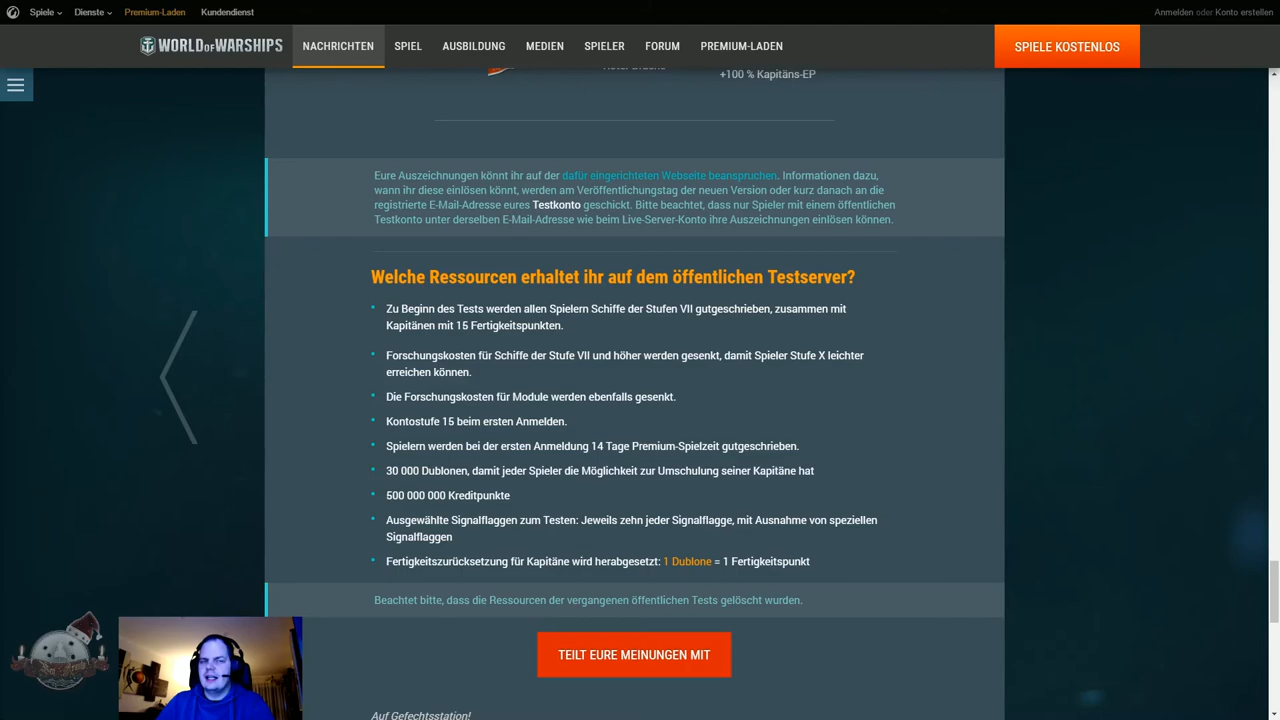 Spiele
Dienste
Premium-Laden
Kundendienst
Anmelden oder Konto erstellen
WORLD OF WARSHIPS
NACHRICHTEN
SPIEL
AUSBILDUNG
MEDIEN
SPIELER
FORUM
PREMIUM-LADEN
SPIELE KOSTENLOS
+100 % Kapitäns-EP
Eure Auszeichnungen könnt ihr auf der dafür eingerichteten Webseite beanspruchen. Informationen dazu,
wann ihr diese einlösen könnt, werden am Veröffentlichungstag der neuen Version oder kurz danach an die
registrierte E-Mail-Adresse eures Testkonto geschickt. Bitte beachtet, dass nur Spieler mit einem öffentlichen
Testkonto unter derselben E-Mail-Adresse wie beim Live-Server-Konto ihre Auszeichnungen einlösen können.
Welche Ressourcen erhaltet ihr auf dem öffentlichen Testserver?
Zu Beginn des Tests werden allen Spielern Schiffe der Stufen VII gutgeschrieben, zusammen mit
Kapitänen mit 15 Fertigkeitspunkten.
Forschungskosten für Schiffe der Stufe VII und höher werden gesenkt, damit Spieler Stufe X leichter
erreichen können.
Die Forschungskosten für Module werden ebenfalls gesenkt.
Kontostufe 15 beim ersten Anmelden.
Spielern werden bei der ersten Anmeldung 14 Tage Premium-Spielzeit gutgeschrieben.
30 000 Dublonen, damit jeder Spieler die Möglichkeit zur Umschulung seiner Kapitäne hat
500 000 000 Kreditpunkte
Ausgewählte Signalflaggen zum Testen: Jeweils zehn jeder Signalflagge, mit Ausnahme von speziellen
Signalflaggen
Fertigkeitszurücksetzung für Kapitäne wird herabgesetzt: 1 Dublone = 1 Fertigkeitspunkt
Beachtet bitte, dass die Ressourcen der vergangenen öffentlichen Tests gelöscht wurden.
TEILT EURE MEINUNGEN MIT
Auf Gefechtsstation!